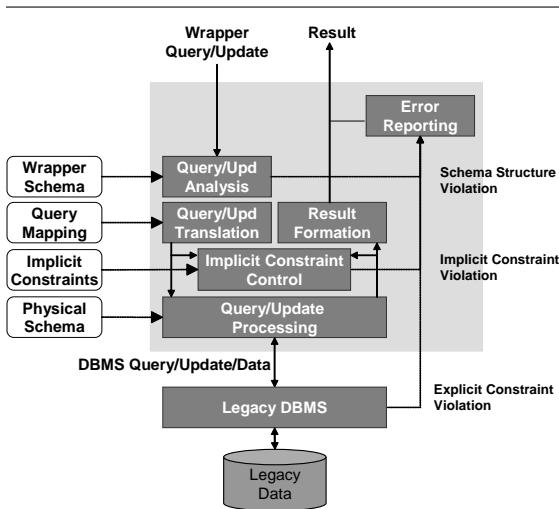 Wrapper
Query/Update
Result
Error
Reporting
Wrapper
Schema
Query/Upd
Analysis
Schema Structure
Violation
Query
Mapping
Query/Upd
Translation
Result
Formation
Implicit
Constraints
Implicit Constraint
Control
Implicit Constraint
Violation
Physical
Schema
Query/Update
Processing
DBMS Query/Update/Data
Legacy DBMS
Explicit Constraint
Violation
Legacy
Data